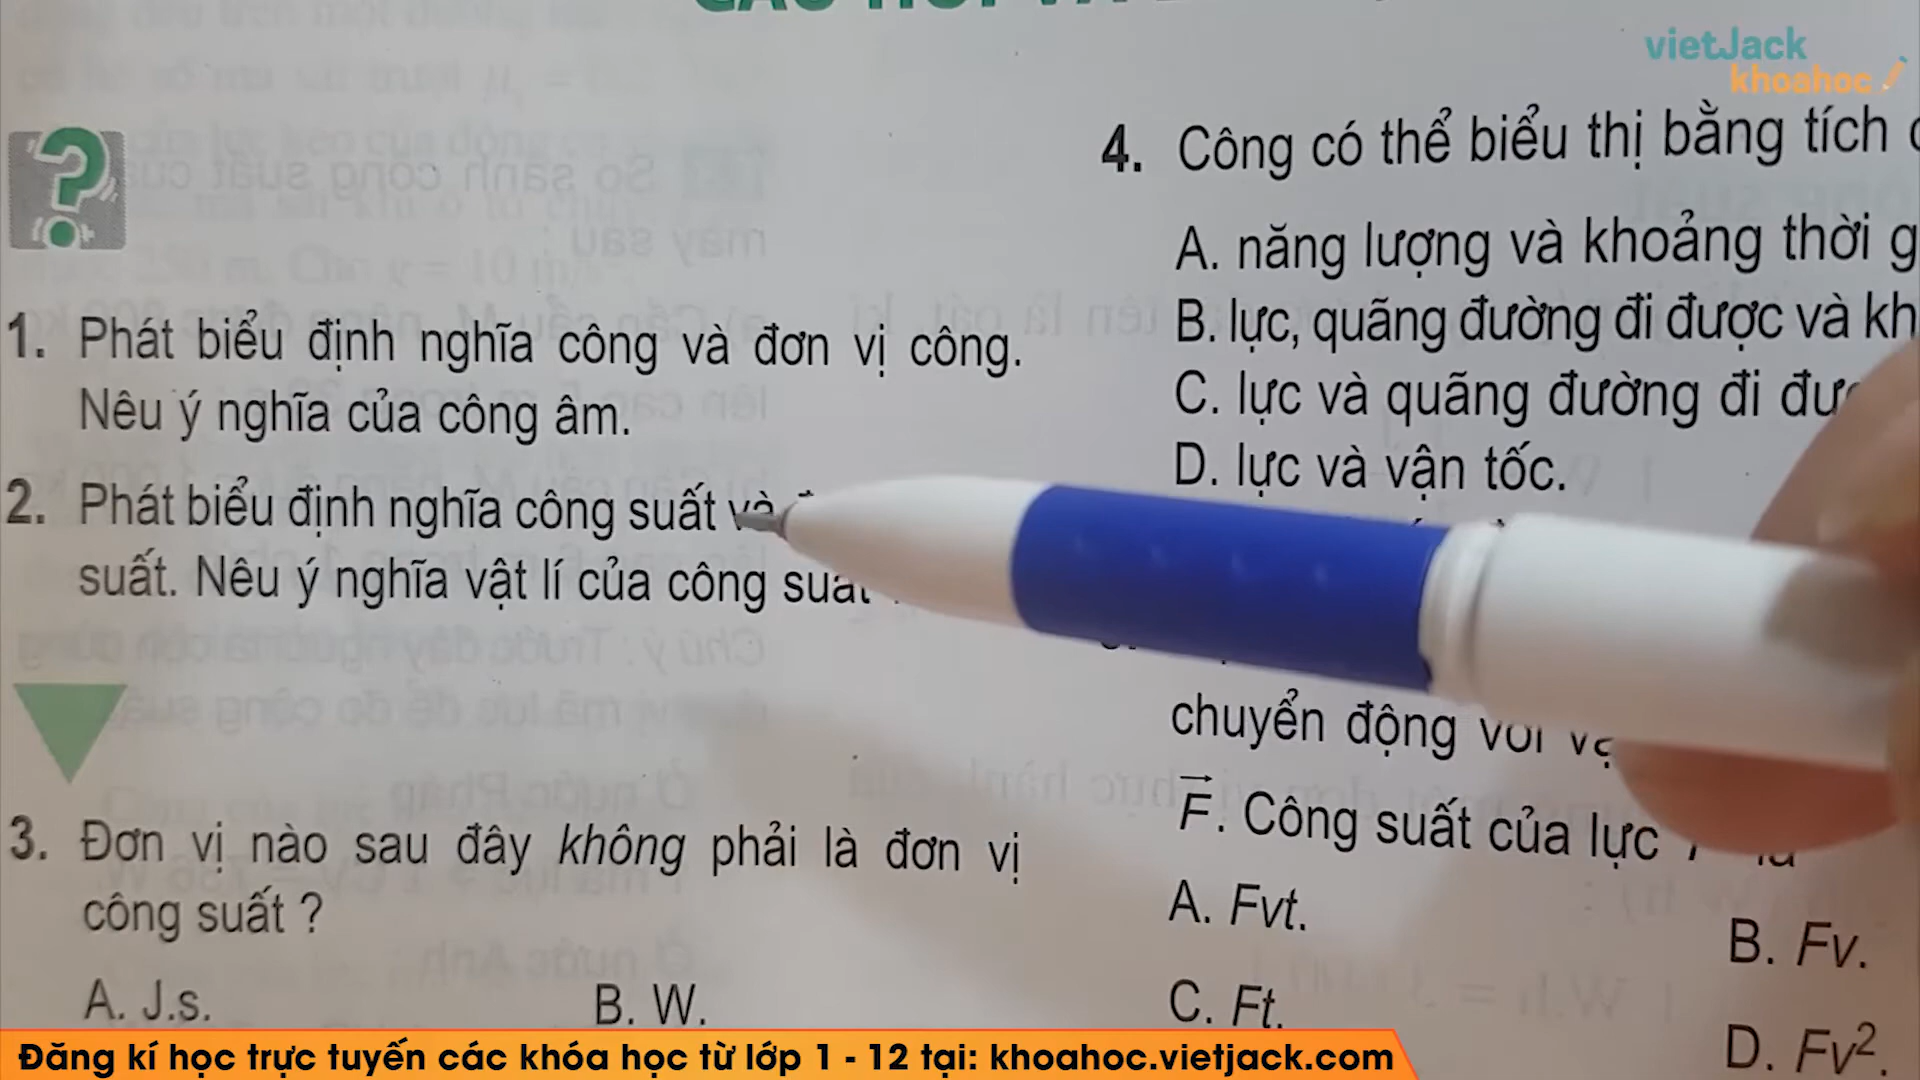 vietJack
khoahoc
1. Phát biểu định nghĩa công và đơn vị công.
Nêu ý nghĩa của công âm.
2. Phát biểu định nghĩa công suất và
suất. Nêu ý nghĩa vật lí của công suất
3. Đơn vị nào sau đây không phải là đơn vị
công suất ?
A. J.s.
B. W.
4. Công có thể biểu thị bằng tích
A. năng lượng và khoảng thời
B. lực, quãng đường đi được và
C. lực và quãng đường đi
D. lực và vận tốc.
chuyển động với
F. Công suất của lực
A. Fvt.
B. Fv.
C. Ft.
D. Fv².
Đăng kí học trực tuyến các khóa học từ lớp 1 - 12 tại: khoahoc.vietjack.com